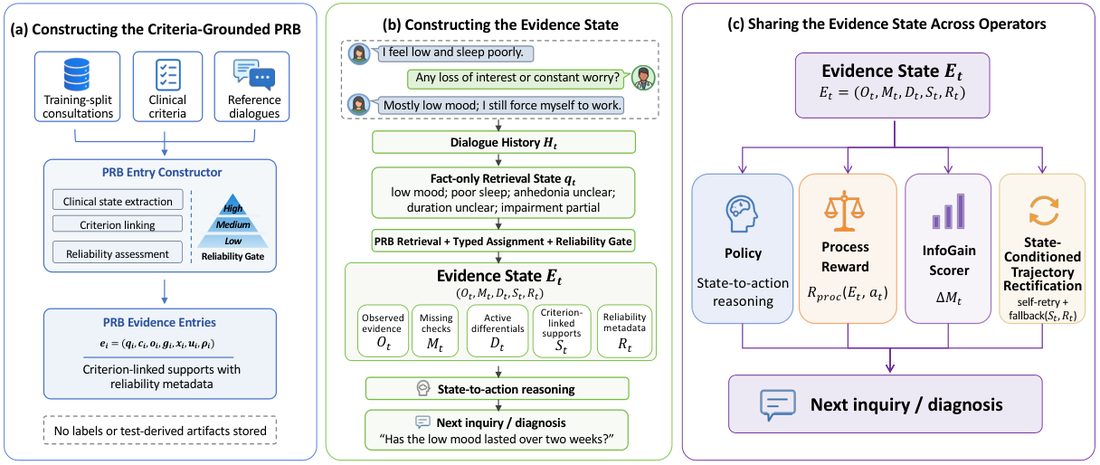 (a) Constructing the Criteria-Grounded PRB
Training-split
consultations
Clinical
criteria
Reference
dialogues
PRB Entry Constructor
Clinical state extraction
Criterion linking
Reliability assessment
High
Medium
Low
Reliability Gate
PRB Evidence Entries
e_i = (q_i, c_i, o_i, g_i, x_i, u_i, ρ_i)
Criterion-linked supports with
reliability metadata
No labels or test-derived artifacts stored
(b) Constructing the Evidence State
I feel low and sleep poorly.
Any loss of interest or constant worry?
Mostly low mood; I still force myself to work.
Dialogue History H_t
Fact-only Retrieval State q_t
low mood; poor sleep; anhedonia unclear;
duration unclear; impairment partial
PRB Retrieval + Typed Assignment + Reliability Gate
Evidence State E_t
(O_t, M_t, D_t, S_t, R_t)
Observed
evidence
O_t
Missing
checks
M_t
Active
differentials
D_t
Criterion-
linked
supports
S_t
Reliability
metadata
R_t
State-to-action reasoning
Next inquiry / diagnosis
“Has the low mood lasted over two weeks?”
(c) Sharing the Evidence State Across Operators
Evidence State E_t
E_t = (O_t, M_t, D_t, S_t, R_t)
Policy
State-to-action
reasoning
Process
Reward
R_proc(E_t, a_t)
InfoGain
Scorer
ΔM_t
State-
Conditioned
Trajectory
Rectification
self-retry +
fallback(S_t, R_t)
Next inquiry / diagnosis